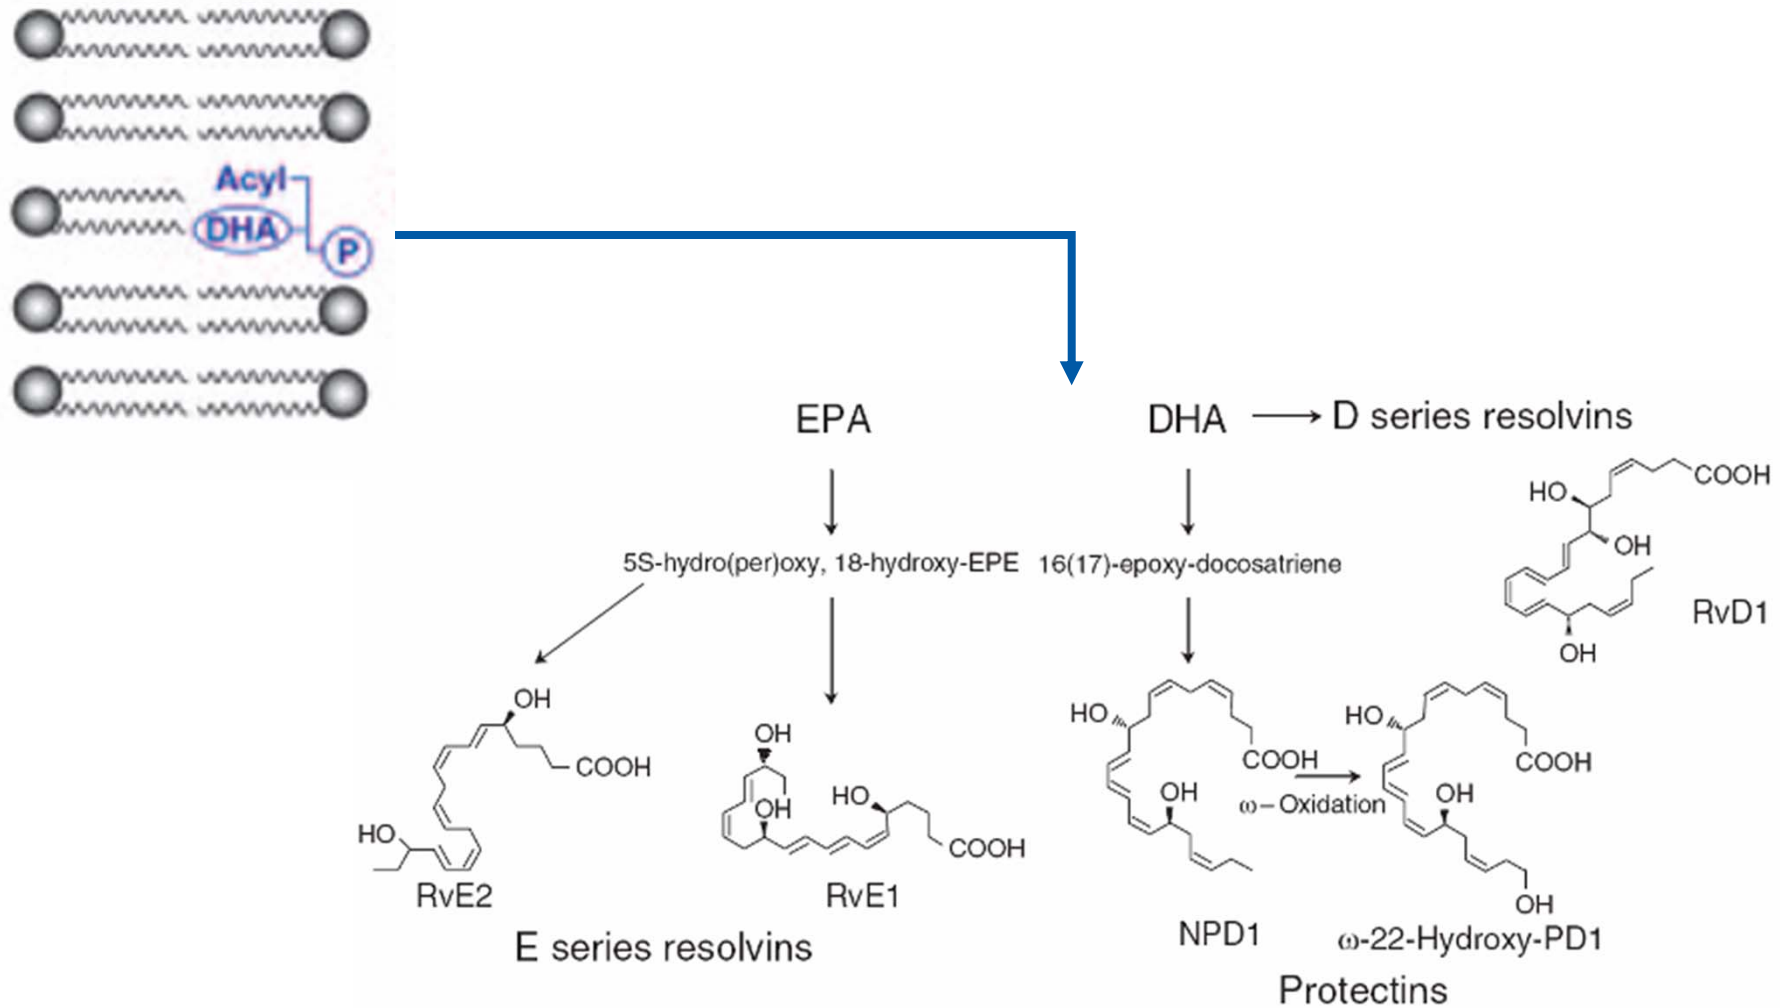 Acyl
DHA
P
EPA
DHA
D series resolvins
COOH
HO
OH
OH
RvD1
5S-hydro(per)oxy, 18-hydroxy-EPE
16(17)-epoxy-docosatriene
OH
COOH
HO
RvE2
OH
OH
HO
COOH
RvE1
E series resolvins
HO
COOH
OH
NPD1
ω–Oxidation
HO
COOH
OH
OH
ω-22-Hydroxy-PD1
Protectins